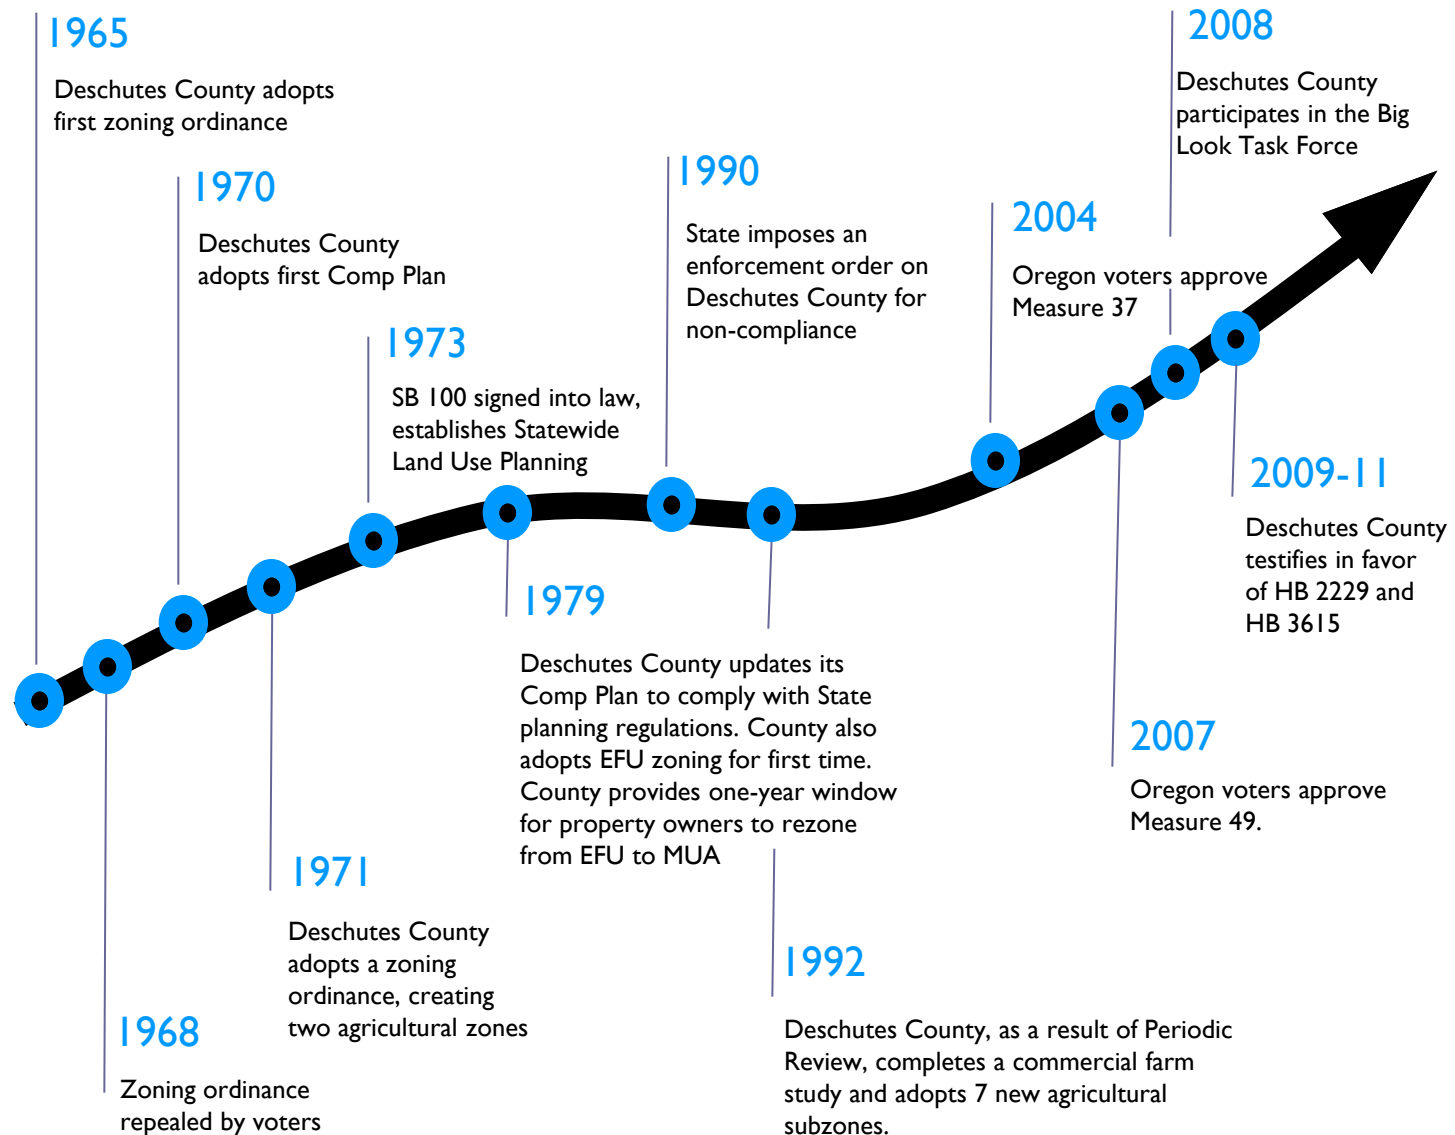 1965
Deschutes County adopts
first zoning ordinance
1968
Zoning ordinance
repealed by voters
1970
Deschutes County
adopts first Comp Plan
1971
Deschutes County
adopts a zoning
ordinance, creating
two agricultural zones
1973
SB 100 signed into law,
establishes Statewide
Land Use Planning
1979
Deschutes County updates its
Comp Plan to comply with State
planning regulations. County also
adopts EFU zoning for first time.
County provides one-year window
for property owners to rezone
from EFU to MUA
1990
State imposes an
enforcement order on
Deschutes County for
non-compliance
1992
Deschutes County, as a result of Periodic
Review, completes a commercial farm
study and adopts 7 new agricultural
subzones.
2004
Oregon voters approve
Measure 37
2007
Oregon voters approve
Measure 49.
2008
Deschutes County
participates in the Big
Look Task Force
2009-11
Deschutes County
testifies in favor
of HB 2229 and
HB 3615